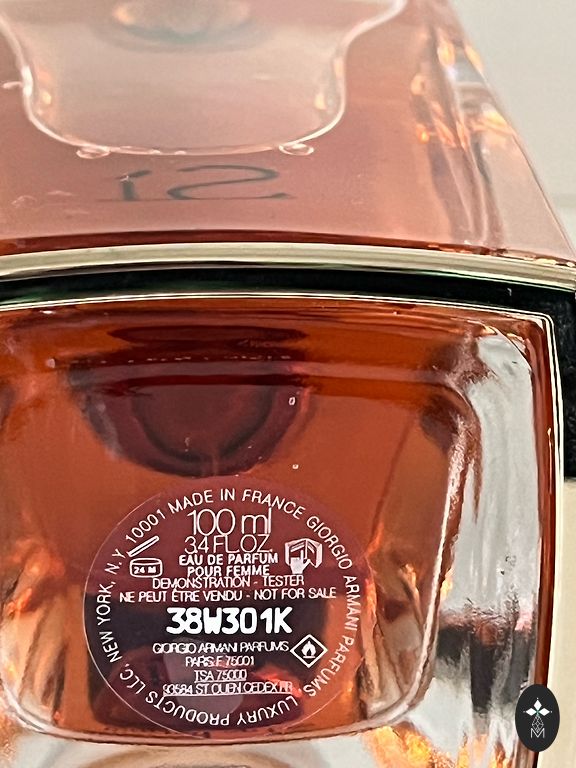 Si
MADE IN FRANCE GIORGIO ARMANI PARFUMS LUXURY PRODUCTS LLC, NEW YORK, N.Y. 10001
100 ml
3.4 FL.OZ.
24 M
EAU DE PARFUM
POUR FEMME
DEMONSTRATION - TESTER
NE PEUT ÊTRE VENDU - NOT FOR SALE
38W301K
GIORGIO ARMANI PARFUMS
PARIS F 75001
TSA 75000
93584 ST OUEN CEDEX FR